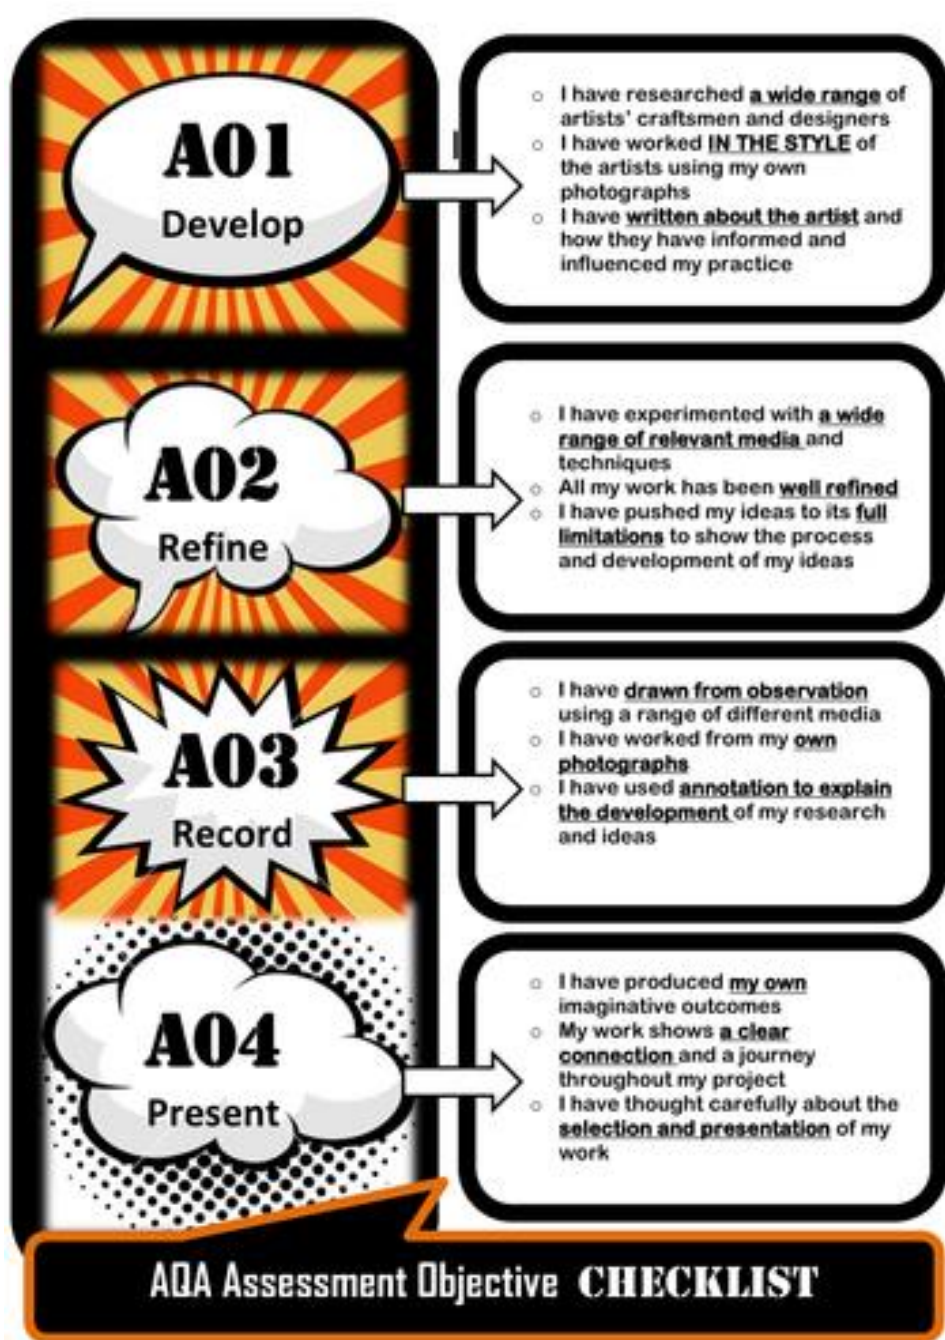 A01
Develop
○ I have researched a wide range of
artists' craftsmen and designers
○ I have worked IN THE STYLE of
the artists using my own
photographs
○ I have written about the artist and
how they have informed and
influenced my practice
A02
Refine
○ I have experimented with a wide
range of relevant media and
techniques
○ All my work has been well refined
○ I have pushed my ideas to its full
limitations to show the process
and development of my ideas
A03
Record
○ I have drawn from observation
using a range of different media
○ I have worked from my own
photographs
○ I have used annotation to explain
the development of my research
and ideas
A04
Present
○ I have produced my own
imaginative outcomes
○ My work shows a clear
connection and a journey
throughout my project
○ I have thought carefully about the
selection and presentation of my
work
AQA Assessment Objective CHECKLIST